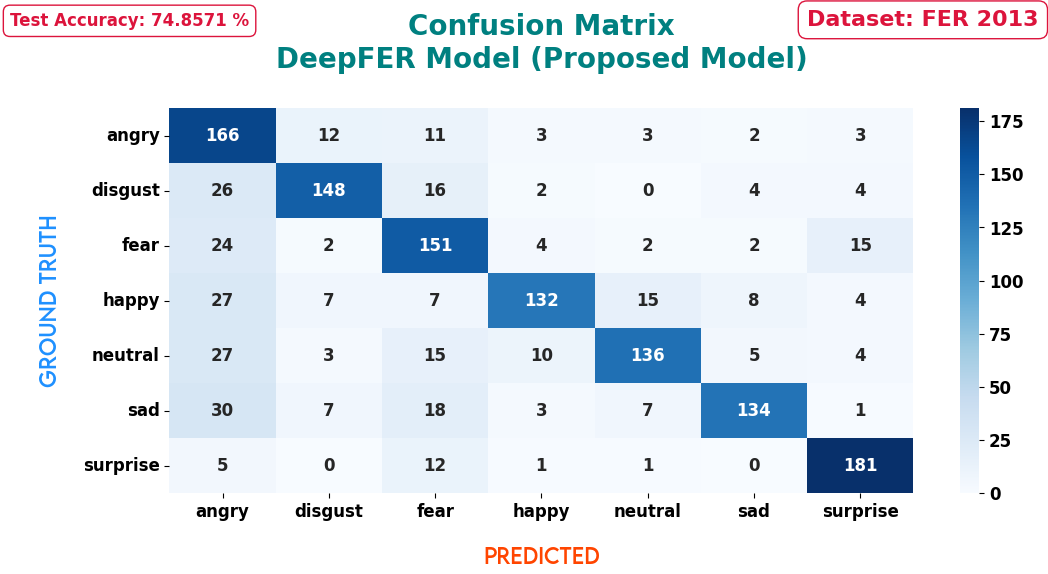 Test Accuracy: 74.8571 %
Confusion Matrix
DeepFER Model (Proposed Model)
Dataset: FER 2013
GROUND TRUTH
angry 166 12 11 3 3 2 3
disgust 26 148 16 2 0 4 4
fear 24 2 151 4 2 2 15
happy 27 7 7 132 15 8 4
neutral 27 3 15 10 136 5 4
sad 30 7 18 3 7 134 1
surprise 5 0 12 1 1 0 181
angry disgust fear happy neutral sad surprise
PREDICTED
175
150
125
100
75
50
25
0